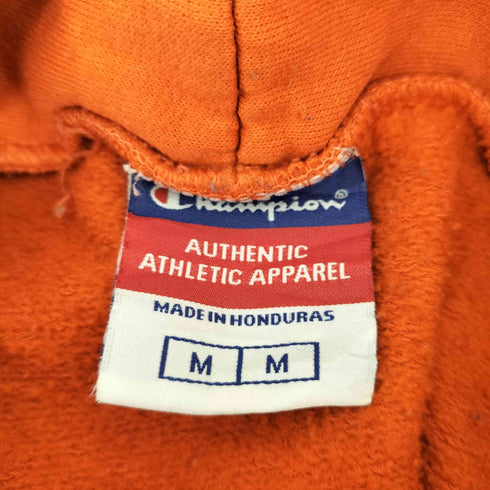 Champion®
AUTHENTIC
ATHLETIC APPAREL
MADE IN HONDURAS
M M